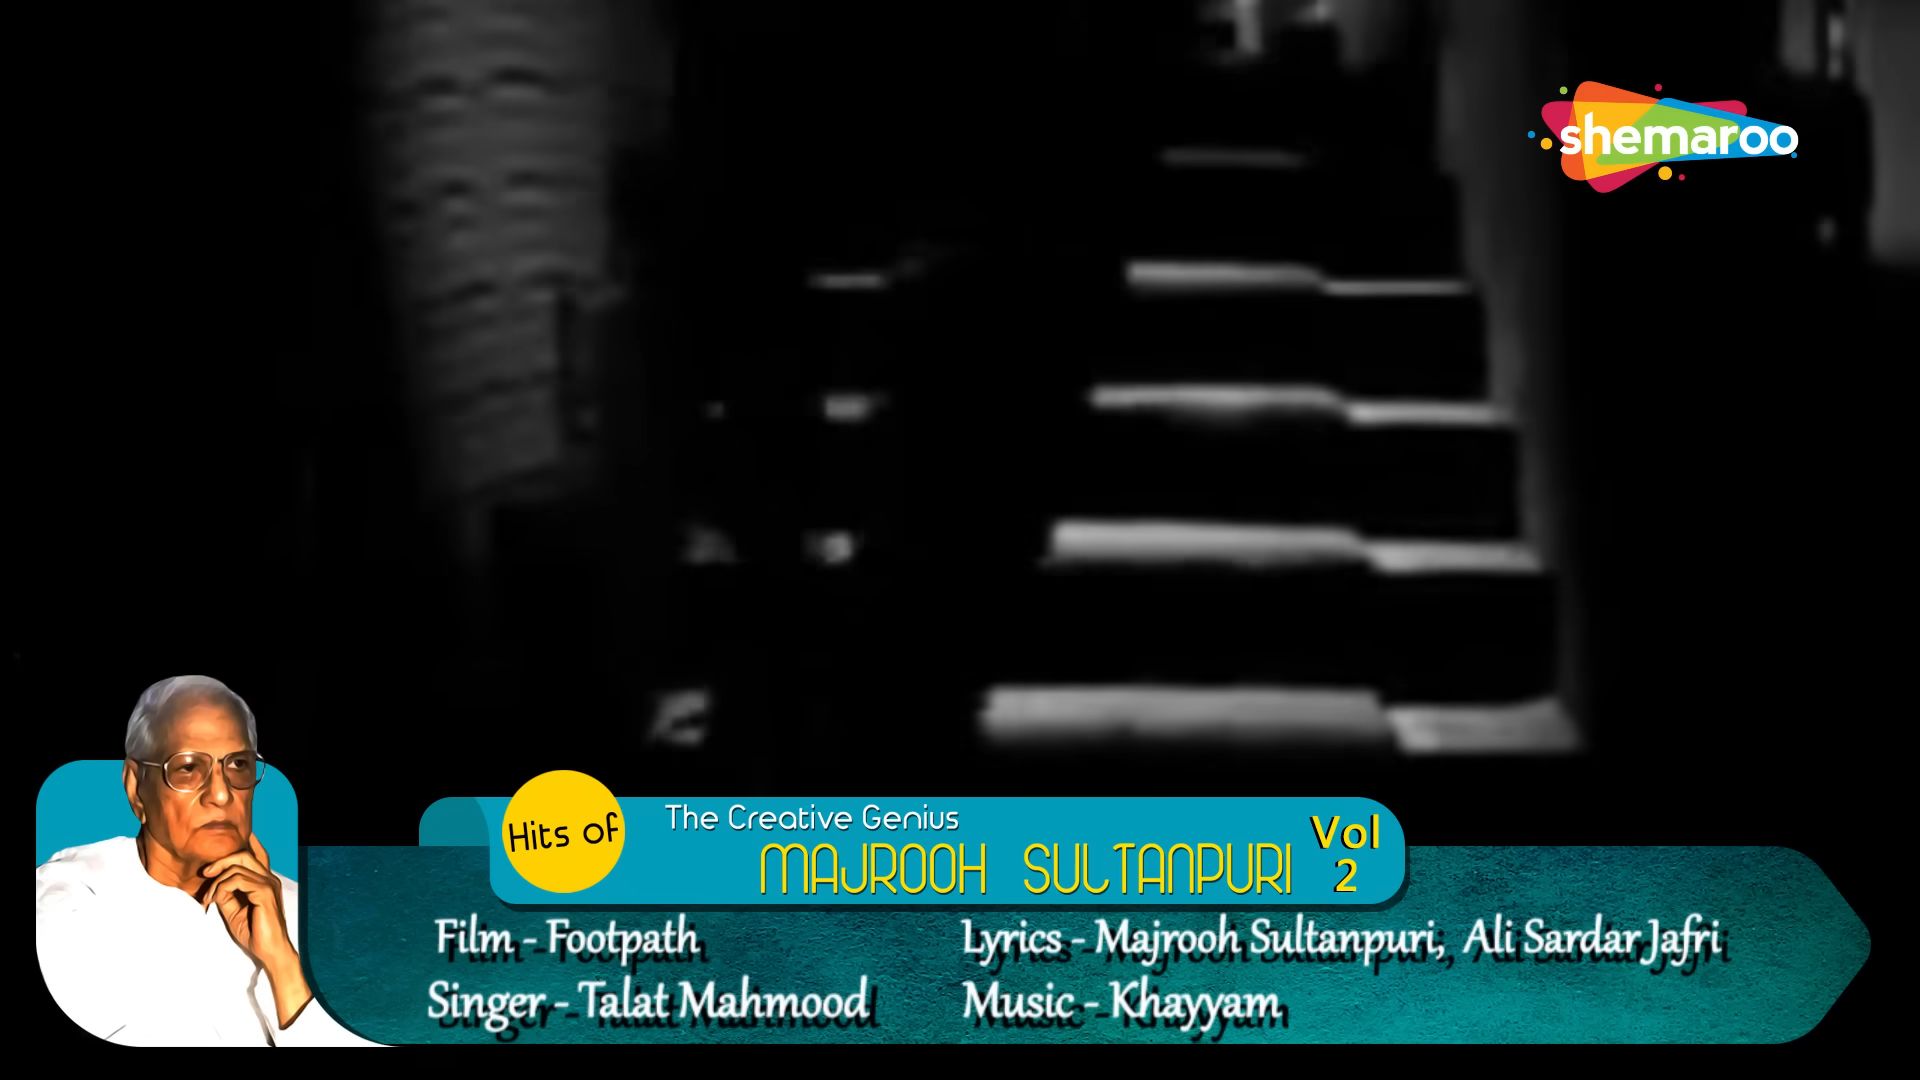 shemaroo
Hits of
The Creative Genius
MAJROOH SULTANPURI
Vol
2
Film - Footpath
Lyrics - Majrooh Sultanpuri, Ali Sardar Jafri
Singer - Talat Mahmood
Music - Khayyam